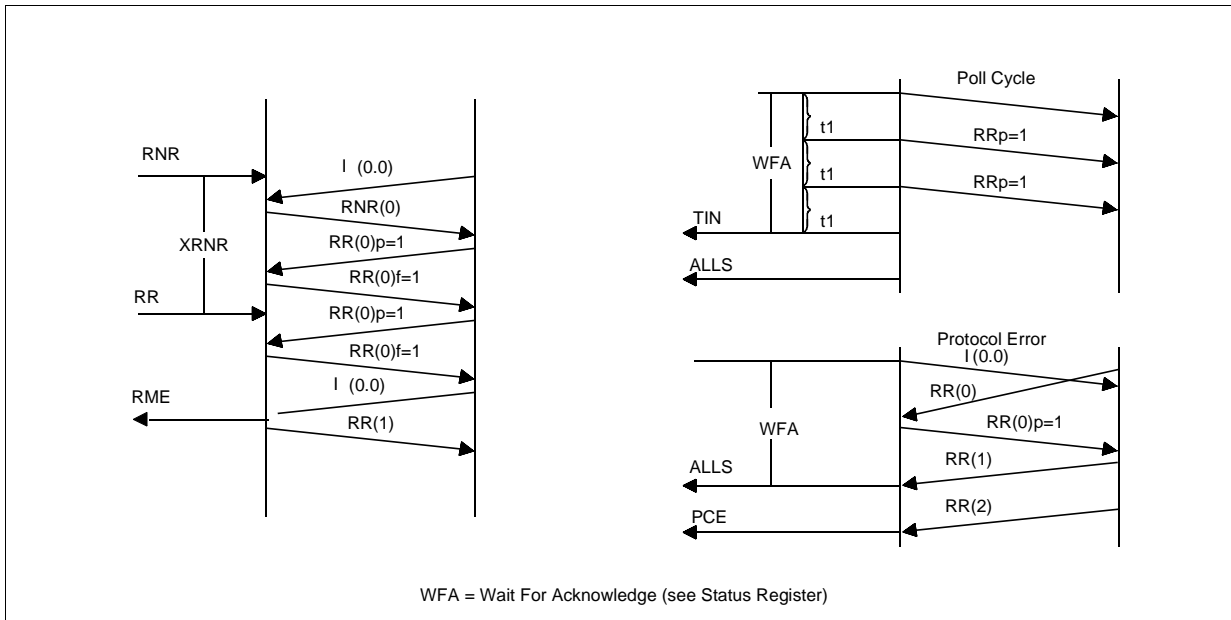 RNR
I (0.0)
RNR(0)
XRNR
RR(0)p=1
RR(0)f=1
RR
RR(0)p=1
RR(0)f=1
I (0.0)
RME
RR(1)
Poll Cycle
t1
RRp=1
WFA
t1
RRp=1
TIN
t1
ALLS
Protocol Error
I (0.0)
RR(0)
RR(0)p=1
WFA
RR(1)
ALLS
RR(2)
PCE
WFA = Wait For Acknowledge (see Status Register)